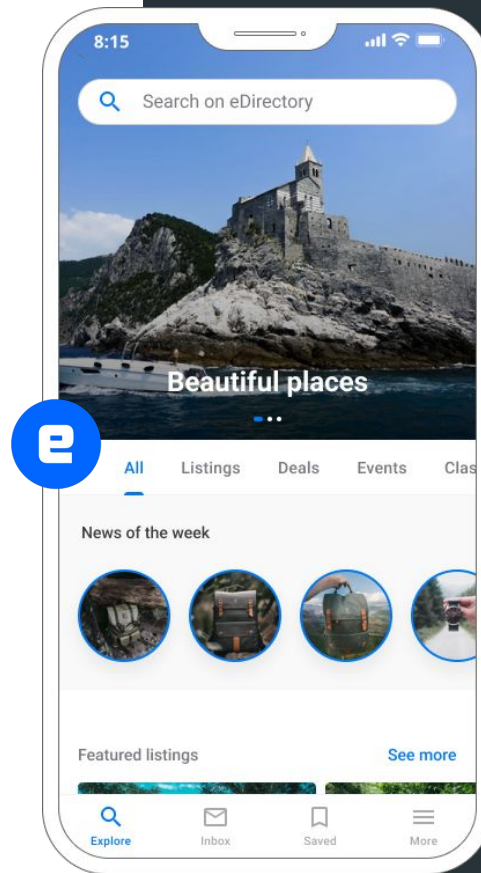 8:15
Search on eDirectory
Beautiful places
e
All Listings Deals Events Clas
News of the week
Featured listings See more
Explore Inbox Saved More